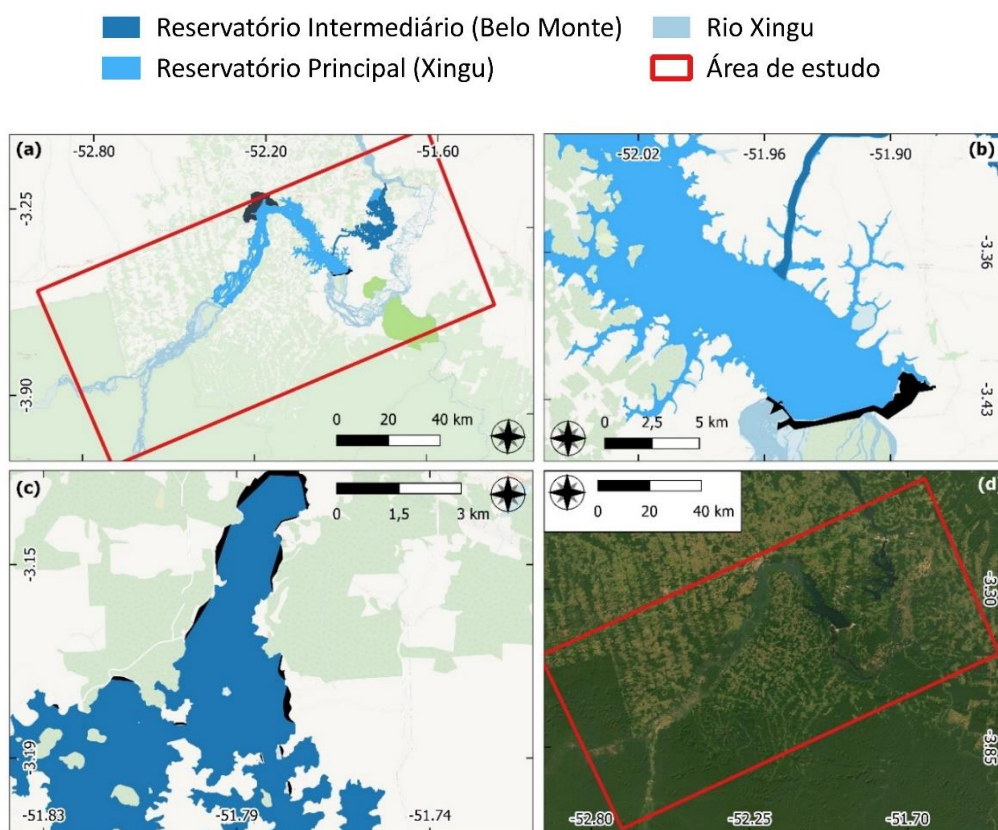 Reservatório Intermediário (Belo Monte)
Rio Xingu
Reservatório Principal (Xingu)
Área de estudo
(a)
-52.80
-52.20
-51.60
-3.25
-3.90
0 20 40 km
(b)
-52.02
-51.96
-51.90
-3.36
-3.43
0 2,5 5 km
(c)
0 1,5 3 km
-3.15
-3.19
-51.83
-51.79
-51.74
(d)
0 20 40 km
-3.30
-3.85
-52.80
-52.25
-51.70